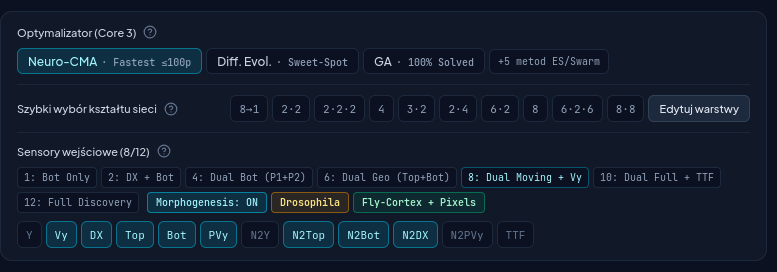 Optymalizator (Core 3) ?
Neuro-CMA · Fastest ≤100p Diff. Evol. · Sweet-Spot GA · 100% Solved +5 metod ES/Swarm
Szybki wybór kształtu sieci ? 8→1 2·2 2·2·2 4 3·2 2·4 6·2 8 6·2·6 8·8 Edytuj warstwy
Sensory wejściowe (8/12) ?
1: Bot Only 2: DX + Bot 4: Dual Bot (P1+P2) 6: Dual Geo (Top+Bot) 8: Dual Moving + Vy 10: Dual Full + TTF
12: Full Discovery Morphogenesis: ON Drosophila Fly-Cortex + Pixels
Y Vy DX Top Bot PVy N2Y N2Top N2Bot N2DX N2PVy TTF